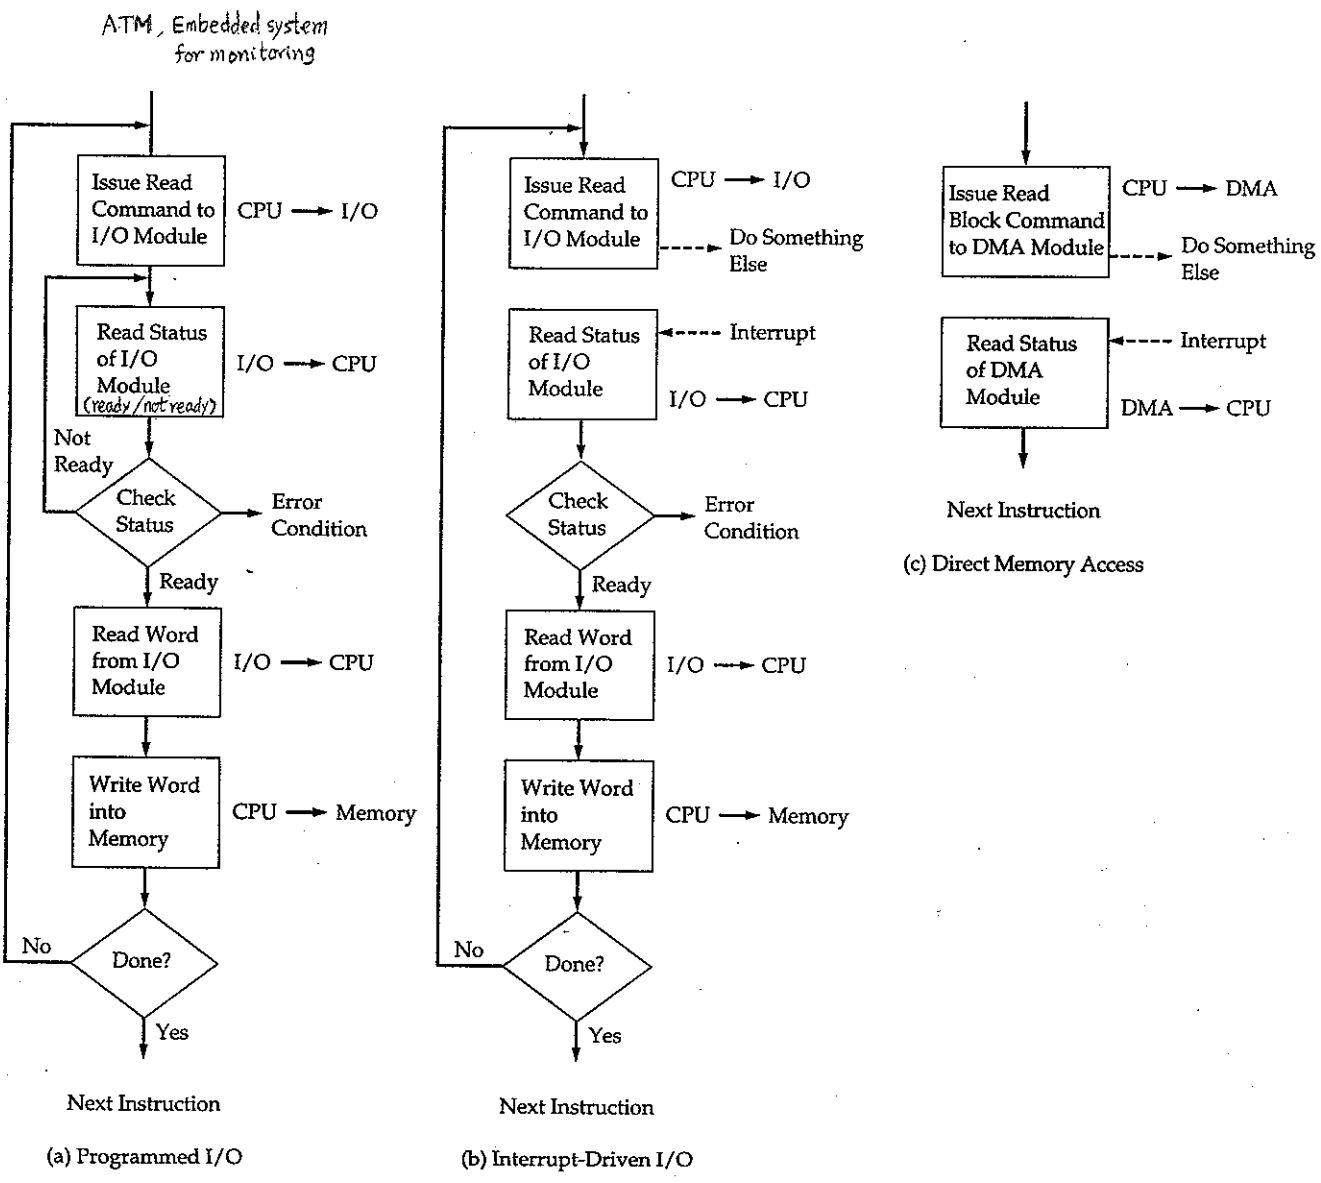 ATM, Embedded system
for monitoring
Issue Read
Command to
I/O Module
CPU → I/O
Read Status
of I/O
Module
(ready/not ready)
I/O → CPU
Not
Ready
Check
Status
Error
Condition
Ready
Read Word
from I/O
Module
I/O → CPU
Write Word
into
Memory
CPU → Memory
No
Done?
Yes
Next Instruction
(a) Programmed I/O
Issue Read
Command to
I/O Module
CPU → I/O
Do Something
Else
Read Status
of I/O
Module
Interrupt
I/O → CPU
Check
Status
Error
Condition
Ready
Read Word
from I/O
Module
I/O → CPU
Write Word
into
Memory
CPU → Memory
No
Done?
Yes
Next Instruction
(b) Interrupt-Driven I/O
Issue Read
Block Command
to DMA Module
CPU → DMA
Do Something
Else
Read Status
of DMA
Module
Interrupt
DMA → CPU
Next Instruction
(c) Direct Memory Access